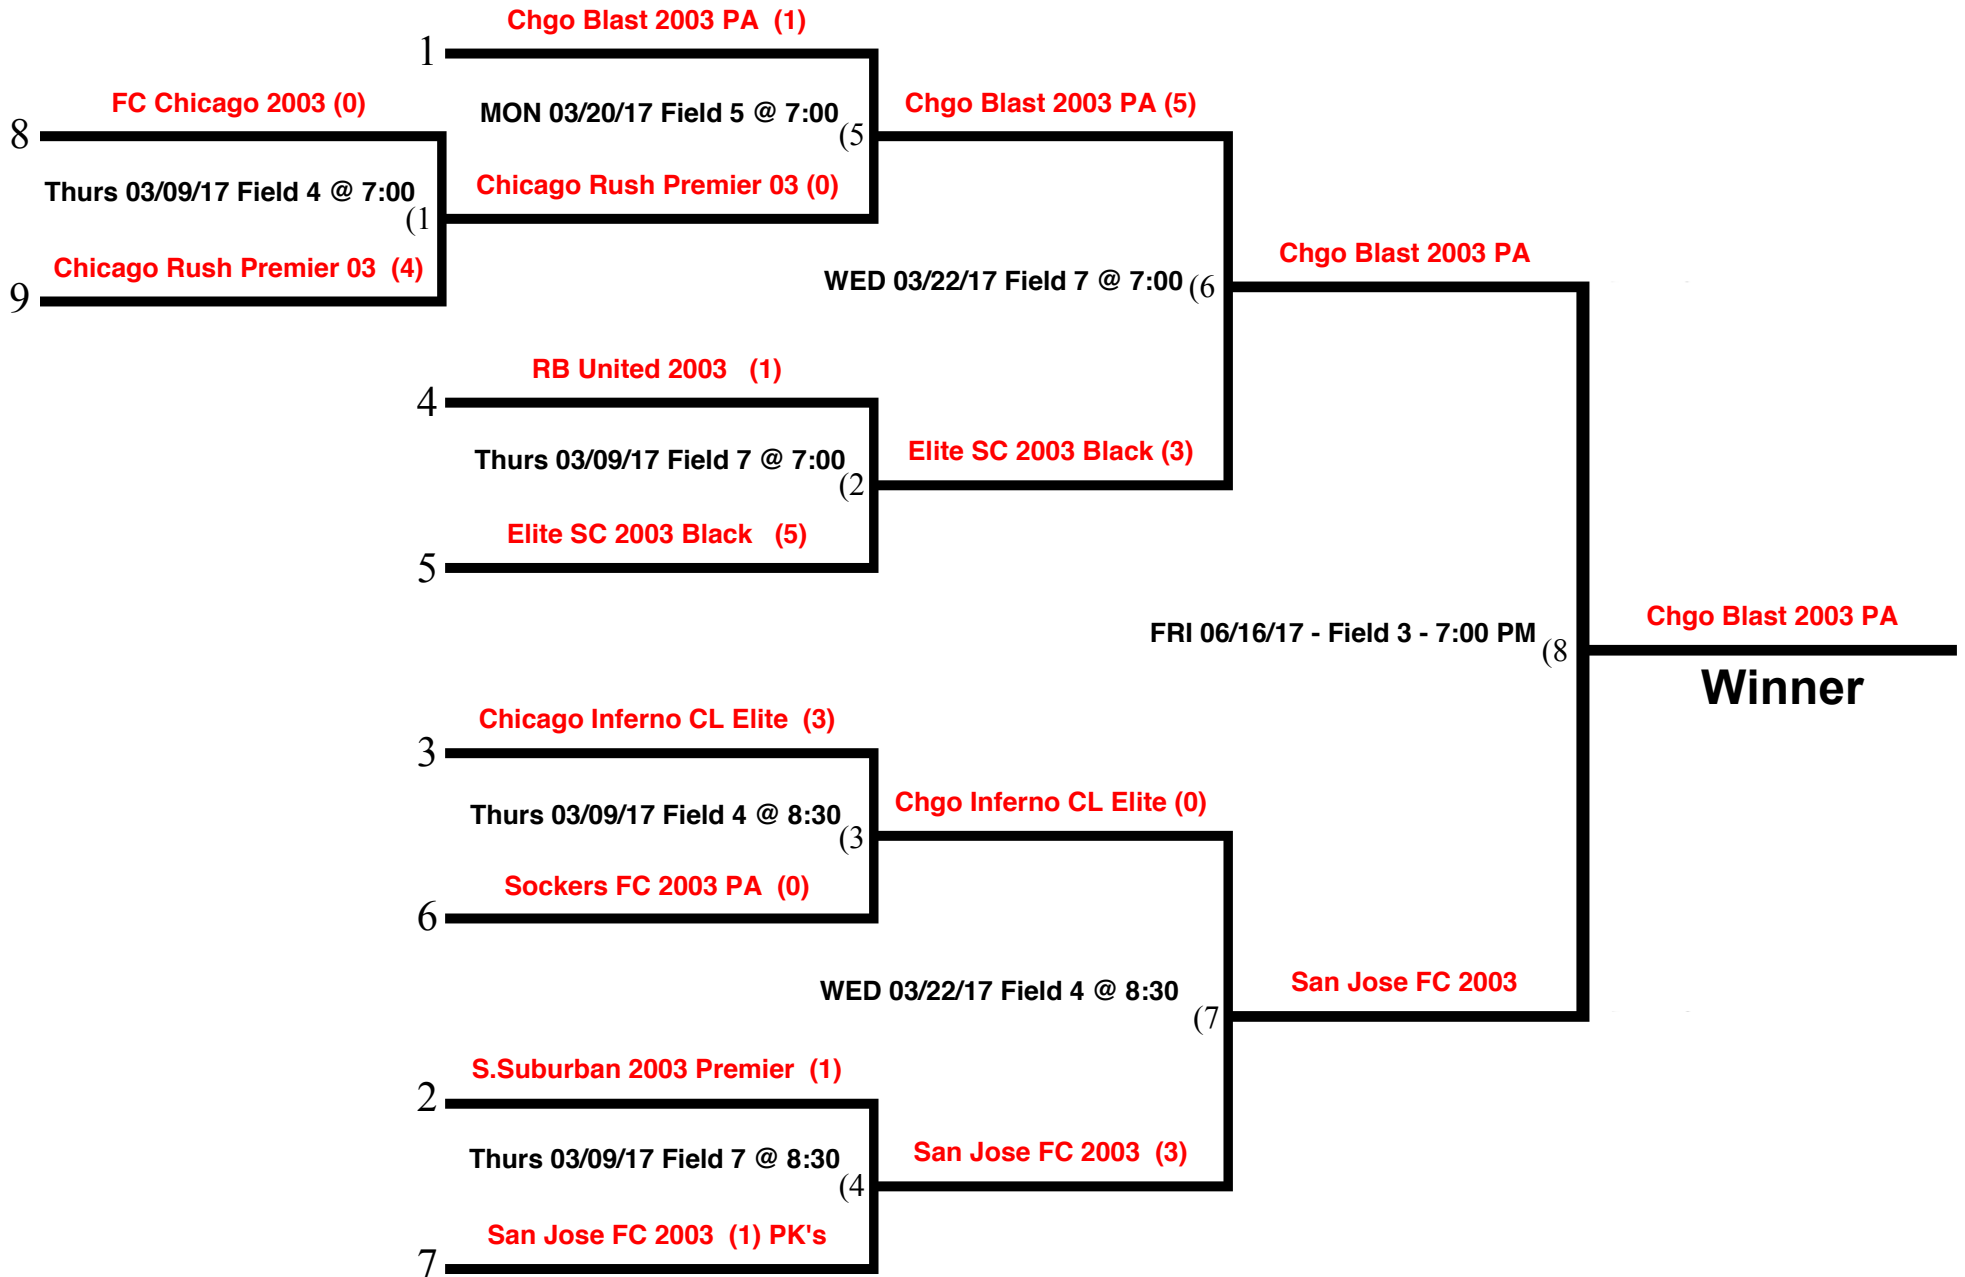 Chgo Blast 2003 PA (1)
1
FC Chicago 2003 (0)
MON 03/20/17 Field 5 @ 7:00
(5
Chgo Blast 2003 PA (5)
8
Thurs 03/09/17 Field 4 @ 7:00
(1
Chicago Rush Premier 03 (0)
Chicago Rush Premier 03 (4)
9
WED 03/22/17 Field 7 @ 7:00
(6
Chgo Blast 2003 PA
RB United 2003 (1)
4
Thurs 03/09/17 Field 7 @ 7:00
(2
Elite SC 2003 Black (3)
Elite SC 2003 Black (5)
5
FRI 06/16/17 - Field 3 - 7:00 PM
(8
Chgo Blast 2003 PA
Winner
Chicago Inferno CL Elite (3)
3
Thurs 03/09/17 Field 4 @ 8:30
(3
Chgo Inferno CL Elite (0)
Sockers FC 2003 PA (0)
6
WED 03/22/17 Field 4 @ 8:30
(7
San Jose FC 2003
S.Suburban 2003 Premier (1)
2
Thurs 03/09/17 Field 7 @ 8:30
(4
San Jose FC 2003 (3)
San Jose FC 2003 (1) PK's
7